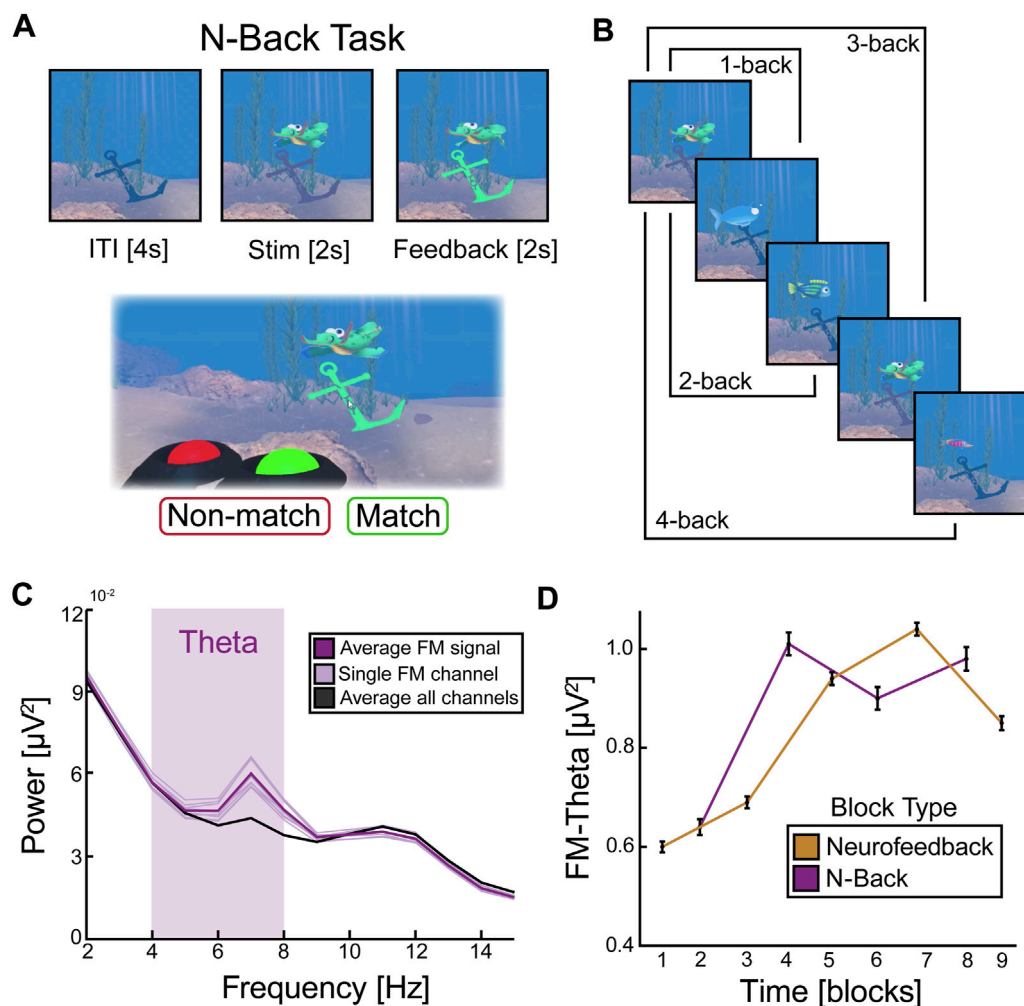 A
N-Back Task
ITI [4s]
Stim [2s]
Feedback [2s]
Non-match
Match
B
3-back
1-back
2-back
4-back
C
10-2
12
9
6
3
0
Power [µV²]
Theta
Average FM signal
Single FM channel
Average all channels
2
4
6
8
10
12
14
Frequency [Hz]
D
FM-Theta [µV²]
1.0
0.8
0.6
0.4
Block Type
Neurofeedback
N-Back
1
2
3
4
5
6
7
8
9
Time [blocks]